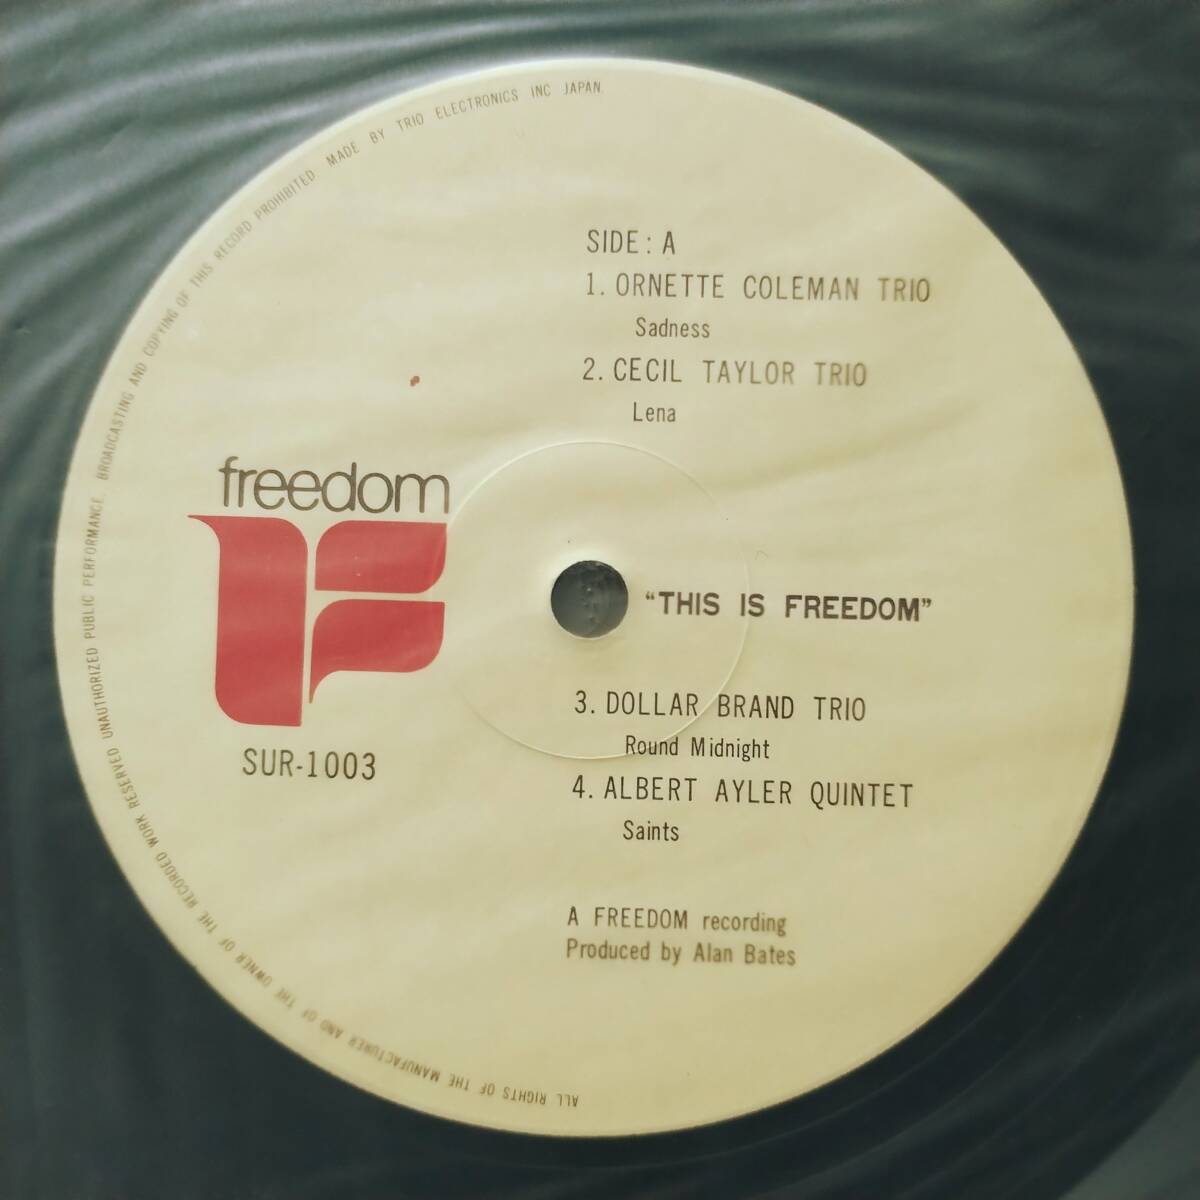 SIDE: A
1. ORNETTE COLEMAN TRIO
Sadness
2. CECIL TAYLOR TRIO
Lena
freedom
"THIS IS FREEDOM"
SUR-1003
3. DOLLAR BRAND TRIO
Round Midnight
4. ALBERT AYLER QUINTET
Saints
A FREEDOM recording
Produced by Alan Bates
ALL RIGHTS OF THE MANUFACTURER AND OF THE OWNER OF THE RECORDED WORK RESERVED UNAUTHORIZED PUBLIC PERFORMANCE. BROADCASTING AND COPYING OF THIS RECORD PROHIBITED MADE BY TRIO ELECTRONICS INC JAPAN.